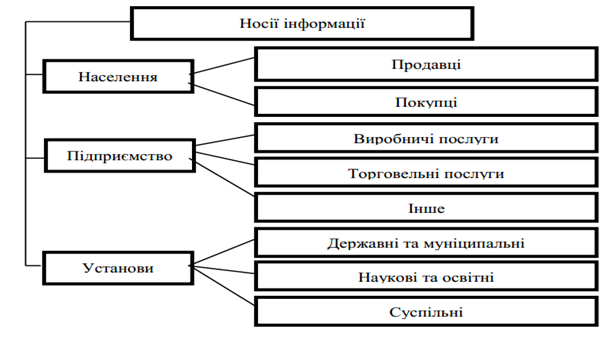 Носії інформації
Населення
Продавці
Покупці
Підприємство
Виробничі послуги
Торговельні послуги
Інше
Установи
Державні та муніципальні
Наукові та освітні
Суспільні